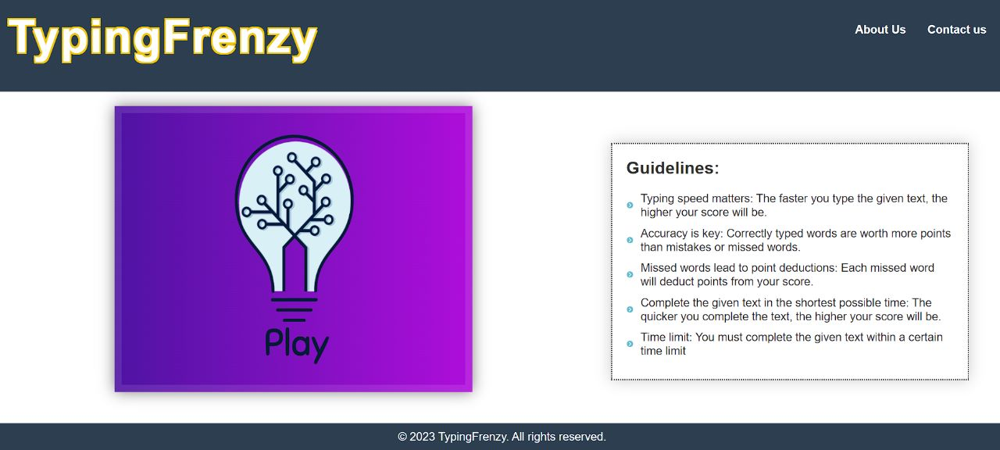 TypingFrenzy
About Us
Contact us
Play
Guidelines:
Typing speed matters: The faster you type the given text, the
higher your score will be.
Accuracy is key: Correctly typed words are worth more points
than mistakes or missed words.
Missed words lead to point deductions: Each missed word
will deduct points from your score.
Complete the given text in the shortest possible time: The
quicker you complete the text, the higher your score will be.
Time limit: You must complete the given text within a certain
time limit
© 2023 TypingFrenzy. All rights reserved.